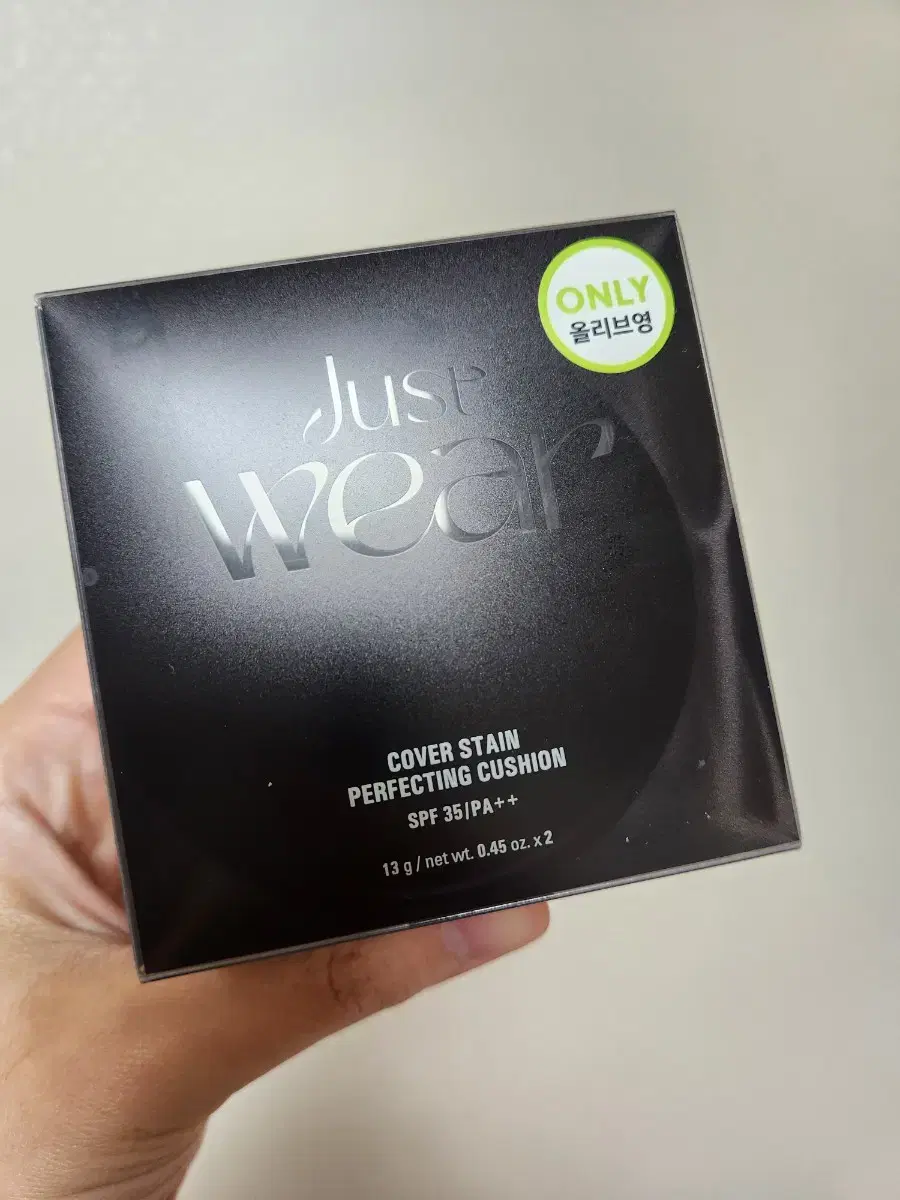 ONLY
올리브영
Just
wear
COVER STAIN
PERFECTING CUSHION
SPF 35/PA++
13 g / net wt. 0.45 oz. x 2